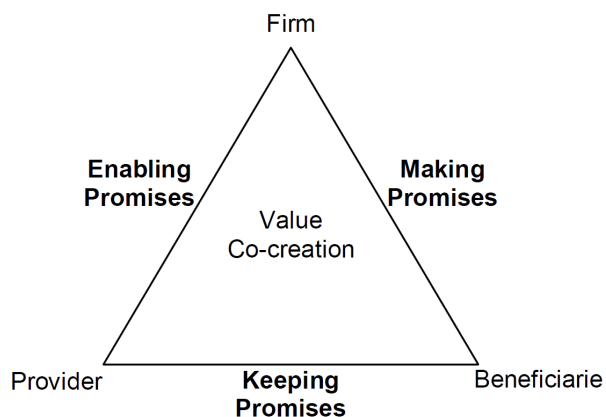 Firm
Enabling
Promises
Making
Promises
Value
Co-creation
Provider
Keeping
Promises
Beneficiarie